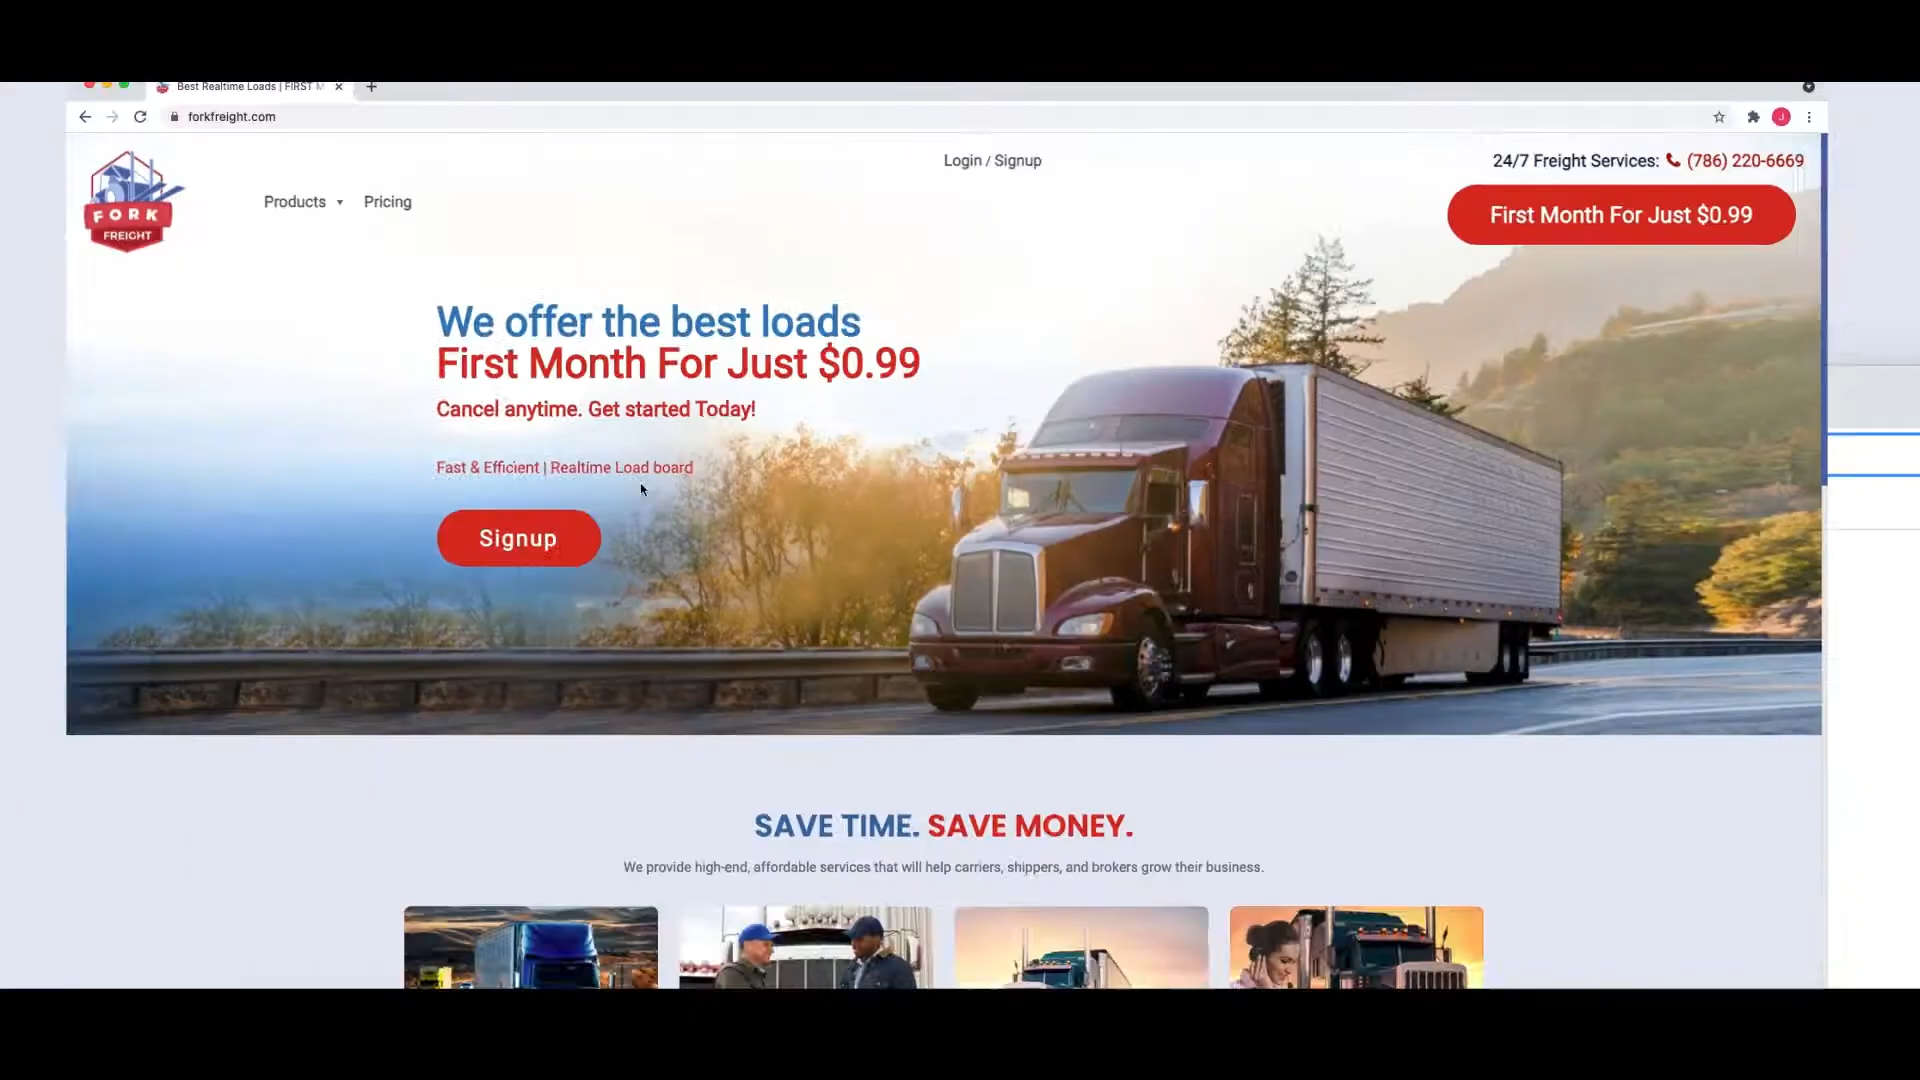 Best Realtime Loads | FIRST M
forkfreight.com
J
Login / Signup
24/7 Freight Services: (786) 220-6669
FORK
FREIGHT
Products
Pricing
First Month For Just $0.99
We offer the best loads
First Month For Just $0.99
Cancel anytime. Get started Today!
Fast & Efficient | Realtime Load board
Signup
SAVE TIME. SAVE MONEY.
We provide high-end, affordable services that will help carriers, shippers, and brokers grow their business.